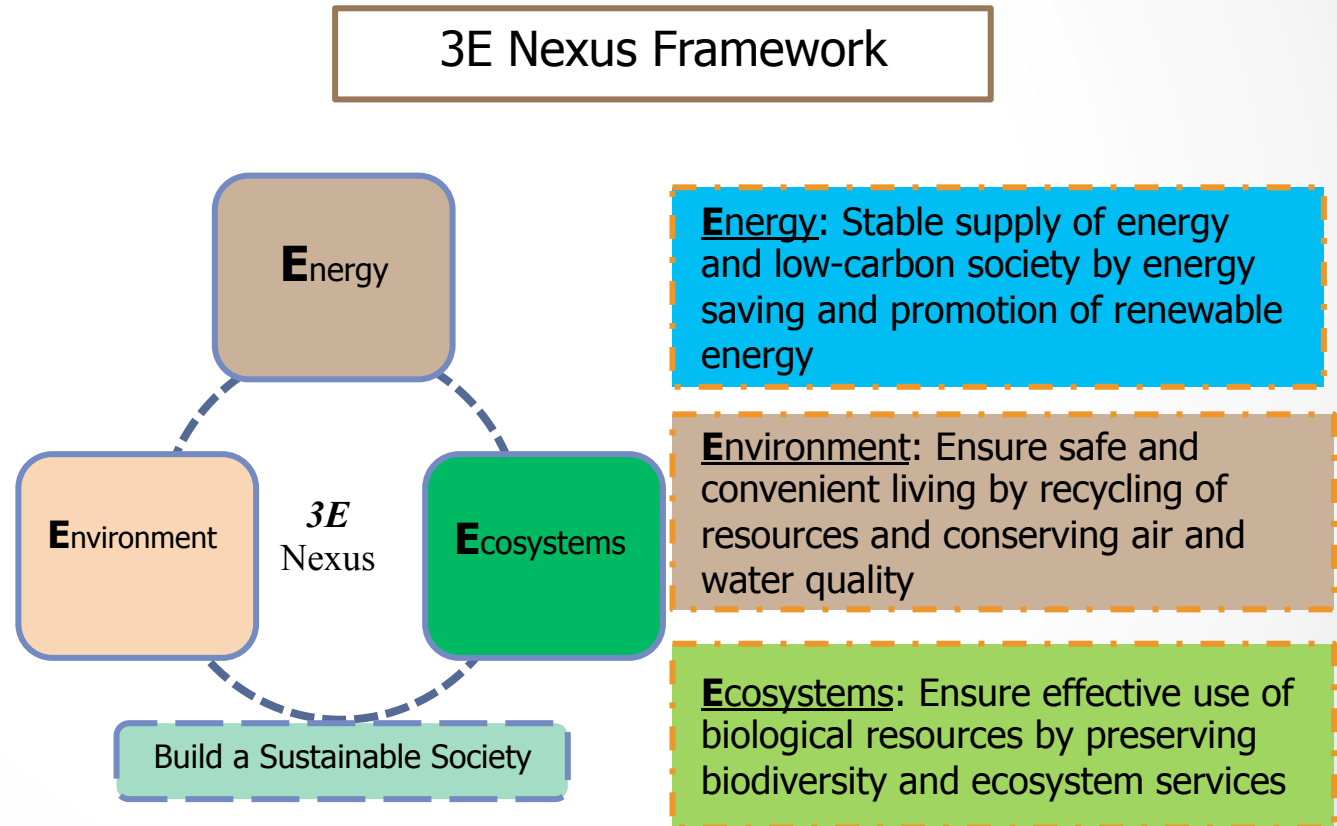 3E Nexus Framework
Energy
Environment
3E
Nexus
Ecosystems
Build a Sustainable Society
Energy: Stable supply of energy
and low-carbon society by energy
saving and promotion of renewable
energy
Environment: Ensure safe and
convenient living by recycling of
resources and conserving air and
water quality
Ecosystems: Ensure effective use of
biological resources by preserving
biodiversity and ecosystem services